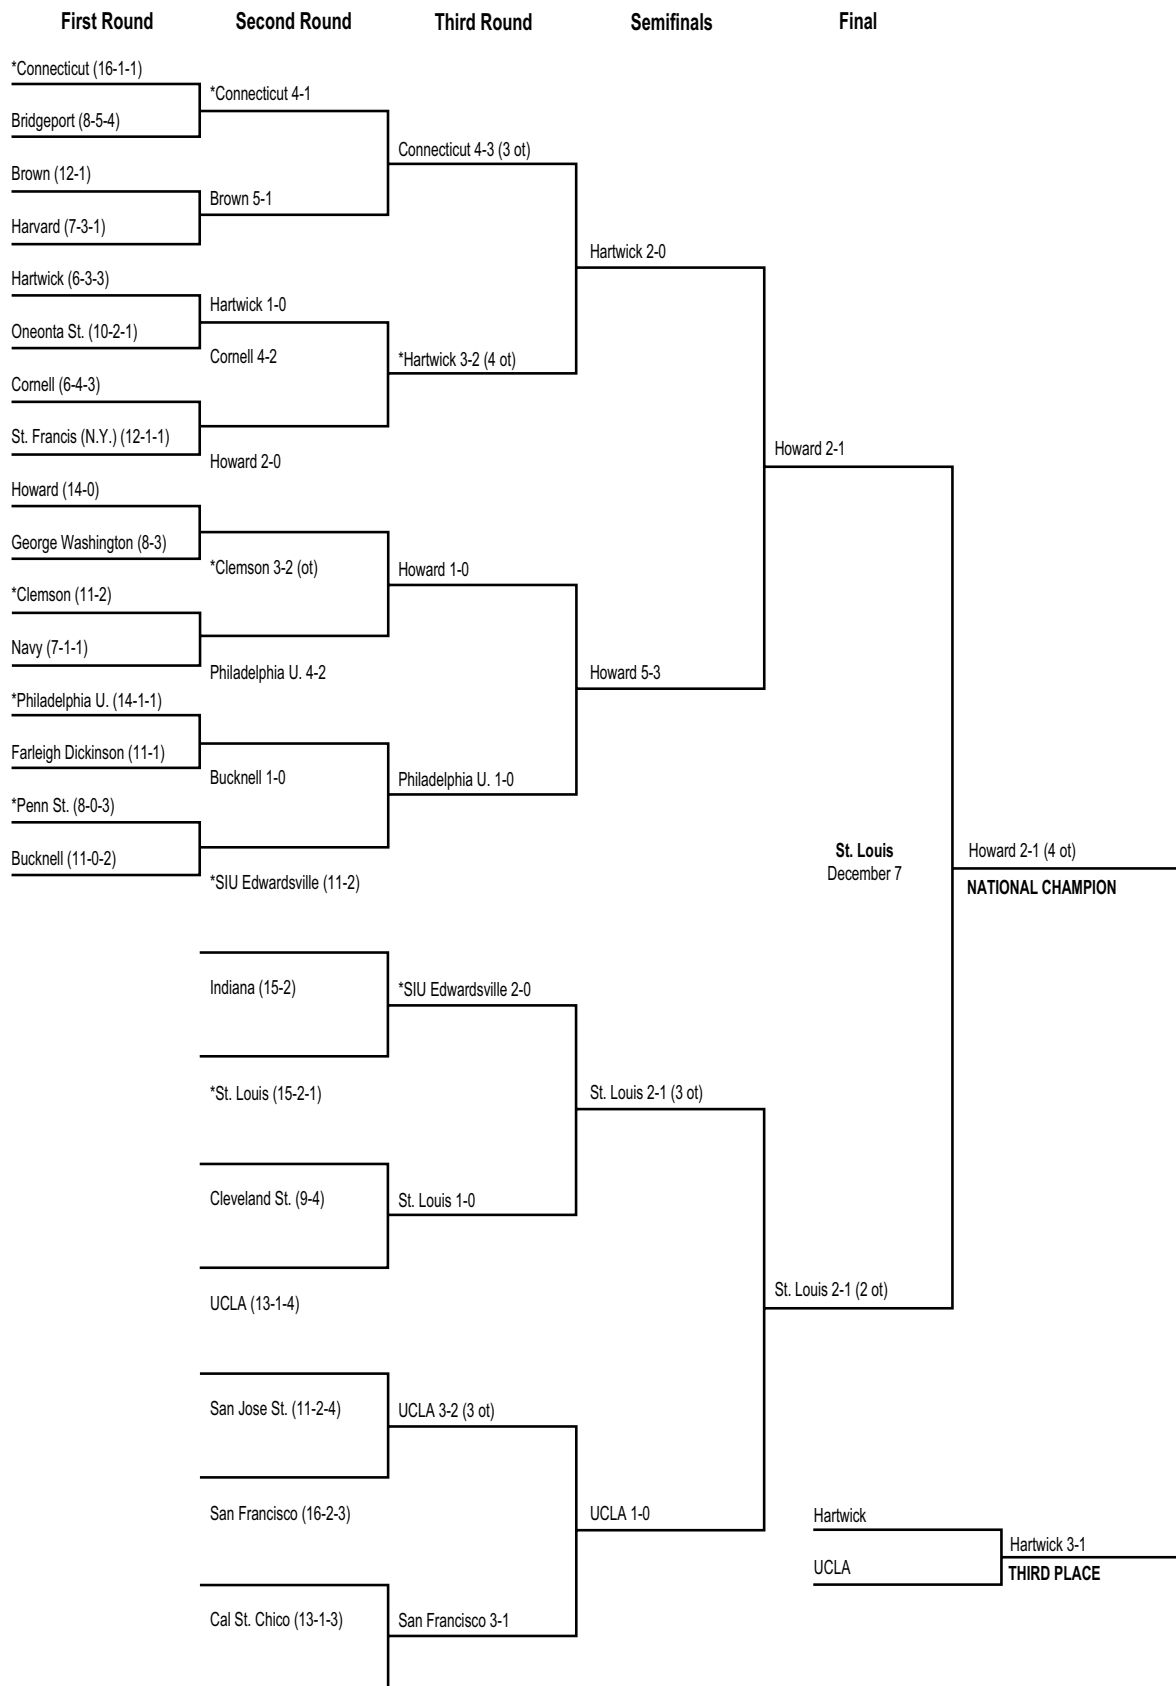 First Round
Second Round
Third Round
Semifinals
Final
*Connecticut (16-1-1)
Bridgeport (8-5-4)
Brown (12-1)
Harvard (7-3-1)
Hartwick (6-3-3)
Oneonta St. (10-2-1)
Cornell (6-4-3)
St. Francis (N.Y.) (12-1-1)
Howard (14-0)
George Washington (8-3)
*Clemson (11-2)
Navy (7-1-1)
*Philadelphia U. (14-1-1)
Farleigh Dickinson (11-1)
*Penn St. (8-0-3)
Bucknell (11-0-2)
*Connecticut 4-1
Brown 5-1
Hartwick 1-0
Cornell 4-2
Howard 2-0
*Clemson 3-2 (ot)
Philadelphia U. 4-2
Bucknell 1-0
*SIU Edwardsville (11-2)
Indiana (15-2)
*St. Louis (15-2-1)
Cleveland St. (9-4)
UCLA (13-1-4)
San Jose St. (11-2-4)
San Francisco (16-2-3)
Cal St. Chico (13-1-3)
Connecticut 4-3 (3 ot)
*Hartwick 3-2 (4 ot)
Howard 1-0
Philadelphia U. 1-0
*SIU Edwardsville 2-0
St. Louis 1-0
UCLA 3-2 (3 ot)
San Francisco 3-1
Hartwick 2-0
Howard 5-3
St. Louis 2-1 (3 ot)
UCLA 1-0
Howard 2-1
St. Louis 2-1 (2 ot)
St. Louis
December 7
Howard 2-1 (4 ot)
NATIONAL CHAMPION
Hartwick
UCLA
Hartwick 3-1
THIRD PLACE